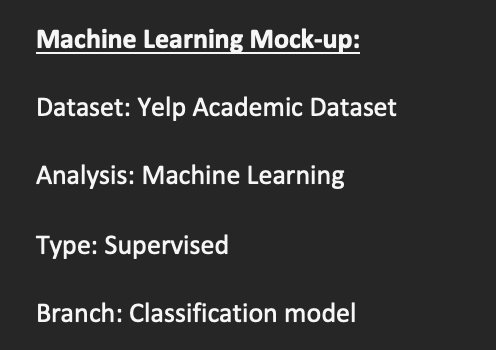 Machine Learning Mock-up:
Dataset: Yelp Academic Dataset
Analysis: Machine Learning
Type: Supervised
Branch: Classification model